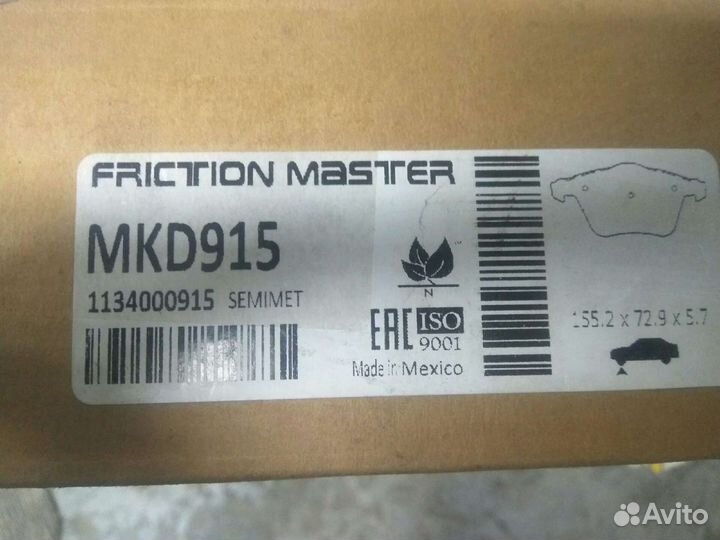 FRICTION MASTER
MKD915
1134000915 SEMIMET
N
EAC ISO
9001
Made in Mexico
155.2 x 72.9 x 5.7
Avito